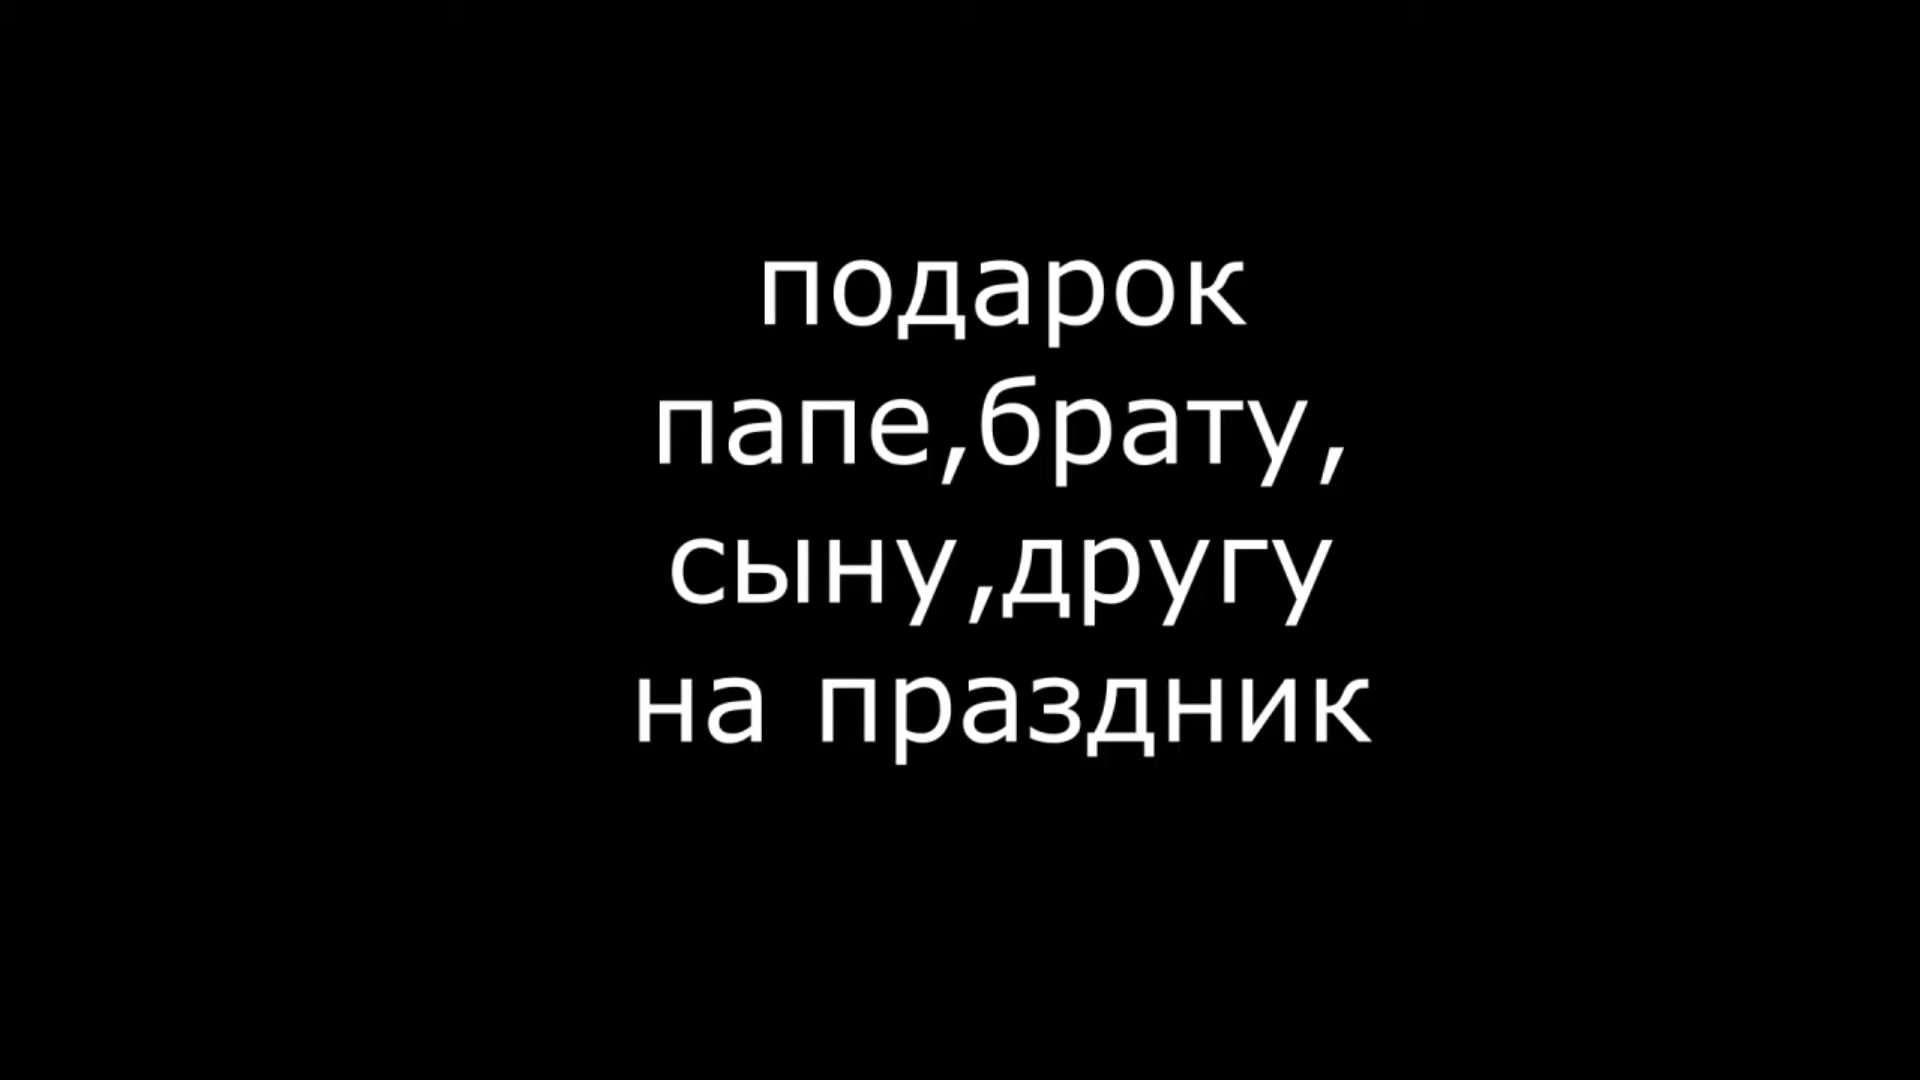 подарок
папе,брату,
сыну,другу
на праздник